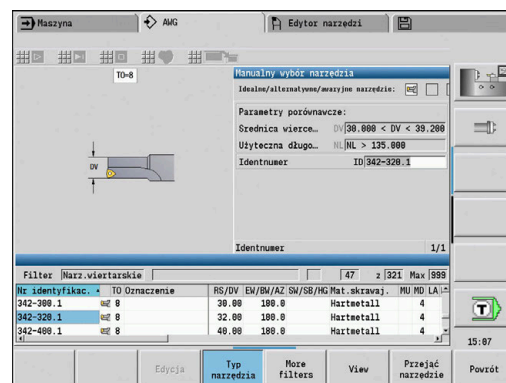 Maszyna
AWG
Edytor narzędzi
TO=8
Manualny wybór narzędzia
Idealne/alternatywne/awaryjne narzędzie:
Parametry porównawcze:
Srednica wierce… DV 30.000 < DV < 39.200
Użyteczna długo… NL NL > 135.000
Identnumer ID 342-320.1
DV
Identnumer 1/1
Filter Narz.wiertarskie 47 z 321 Max 999
Nr identyfikac. TO Oznaczenie RS/DV EW/BW/AZ SW/SB/HG Mat.skrawaj. MU MD LA
342-300.1 8 30.00 180.0 Hartmetall 4
342-320.1 8 32.00 180.0 Hartmetall 4
342-400.1 8 40.00 180.0 Hartmetall 4
T
15:07
Edycja
Typ narzędzia
More filters
View
Przejąć narzędzie
Powrót